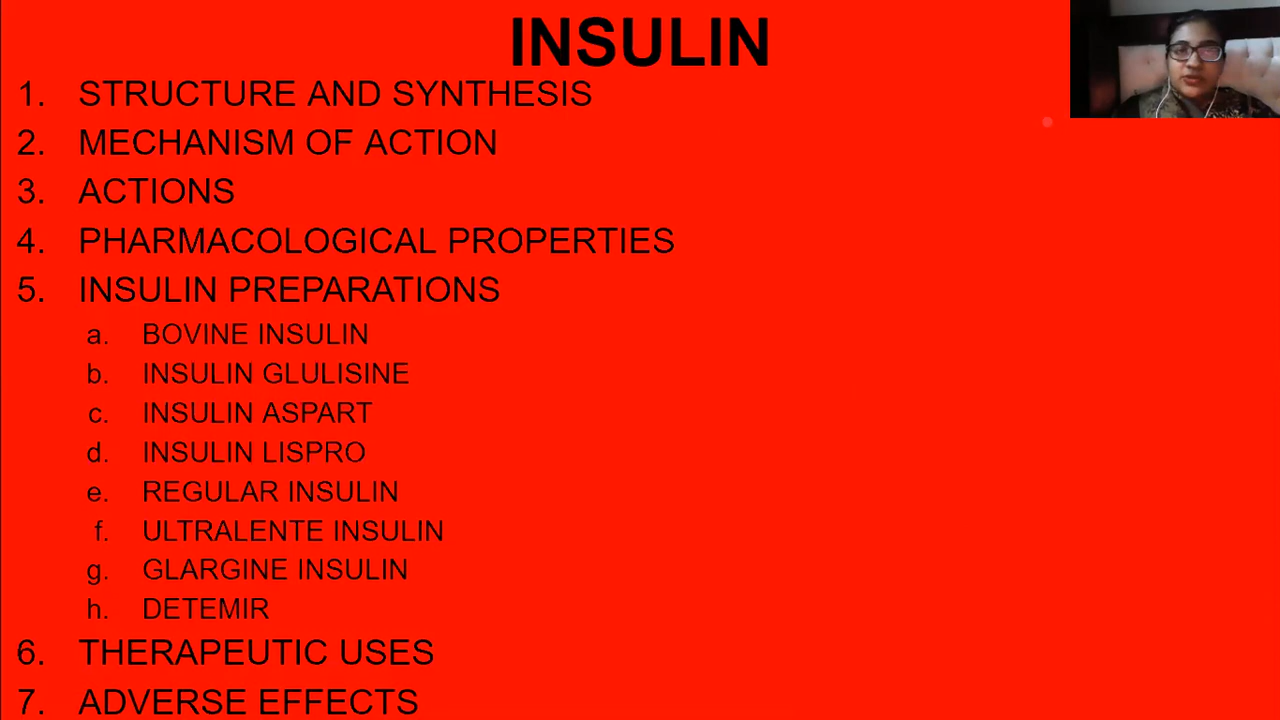 INSULIN
1. STRUCTURE AND SYNTHESIS
2. MECHANISM OF ACTION
3. ACTIONS
4. PHARMACOLOGICAL PROPERTIES
5. INSULIN PREPARATIONS
a. BOVINE INSULIN
b. INSULIN GLULISINE
c. INSULIN ASPART
d. INSULIN LISPRO
e. REGULAR INSULIN
f. ULTRALENTE INSULIN
g. GLARGINE INSULIN
h. DETEMIR
6. THERAPEUTIC USES
7. ADVERSE EFFECTS